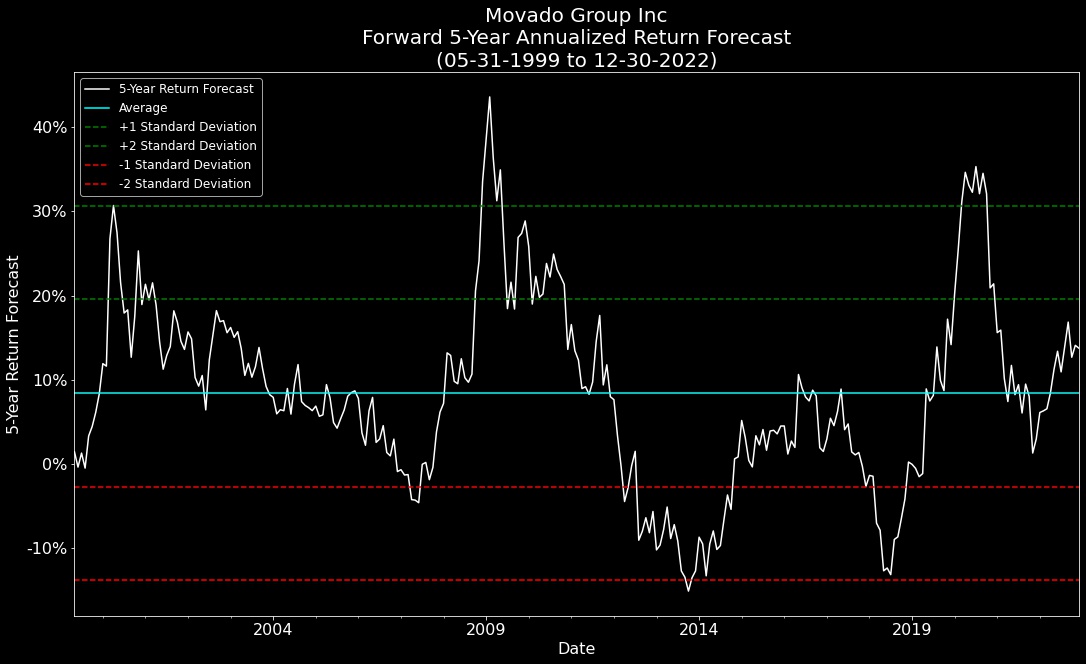 Movado Group Inc
Forward 5-Year Annualized Return Forecast
(05-31-1999 to 12-30-2022)
5-Year Return Forecast
Average
+1 Standard Deviation
+2 Standard Deviation
-1 Standard Deviation
-2 Standard Deviation
40%
30%
20%
10%
0%
-10%
5-Year Return Forecast
2004
2009
2014
2019
Date